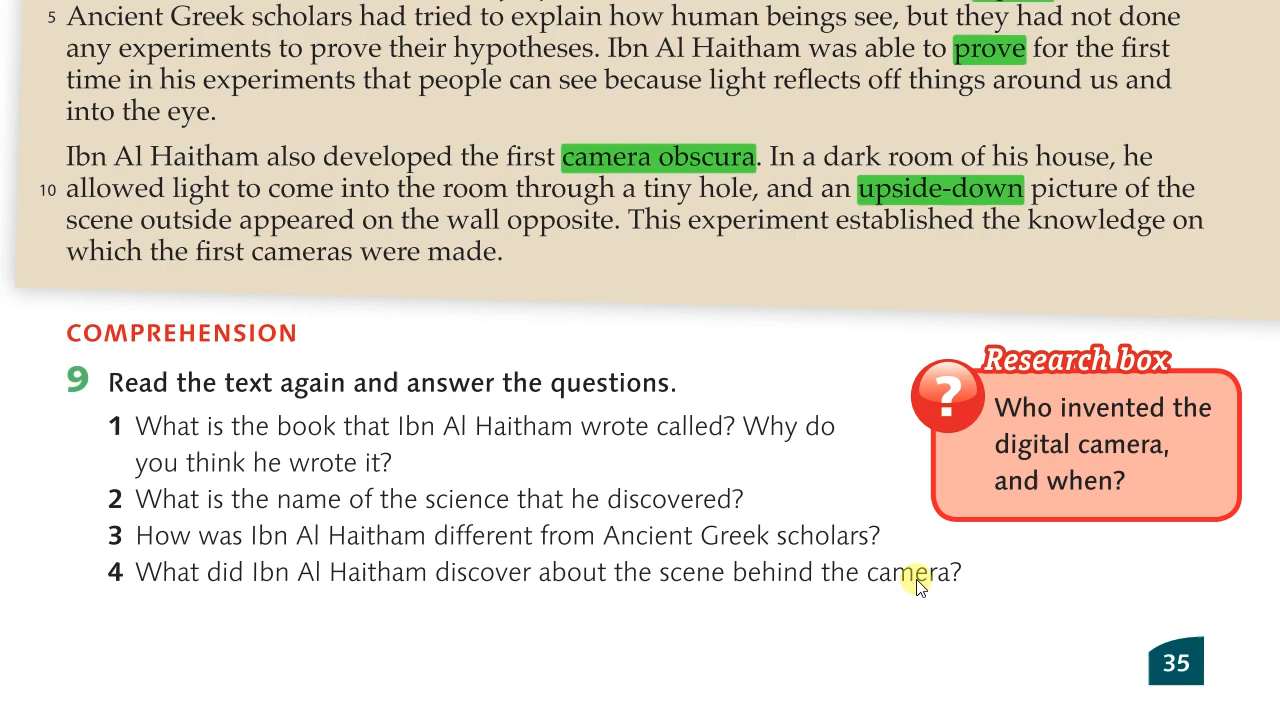 5 Ancient Greek scholars had tried to explain how human beings see, but they had not done
any experiments to prove their hypotheses. Ibn Al Haitham was able to prove for the first
time in his experiments that people can see because light reflects off things around us and
into the eye.
Ibn Al Haitham also developed the first camera obscura. In a dark room of his house, he
10 allowed light to come into the room through a tiny hole, and an upside-down picture of the
scene outside appeared on the wall opposite. This experiment established the knowledge on
which the first cameras were made.
COMPREHENSION
9 Read the text again and answer the questions.
1 What is the book that Ibn Al Haitham wrote called? Why do
you think he wrote it?
2 What is the name of the science that he discovered?
3 How was Ibn Al Haitham different from Ancient Greek scholars?
4 What did Ibn Al Haitham discover about the scene behind the camera?
Research box
?
Who invented the
digital camera,
and when?
35